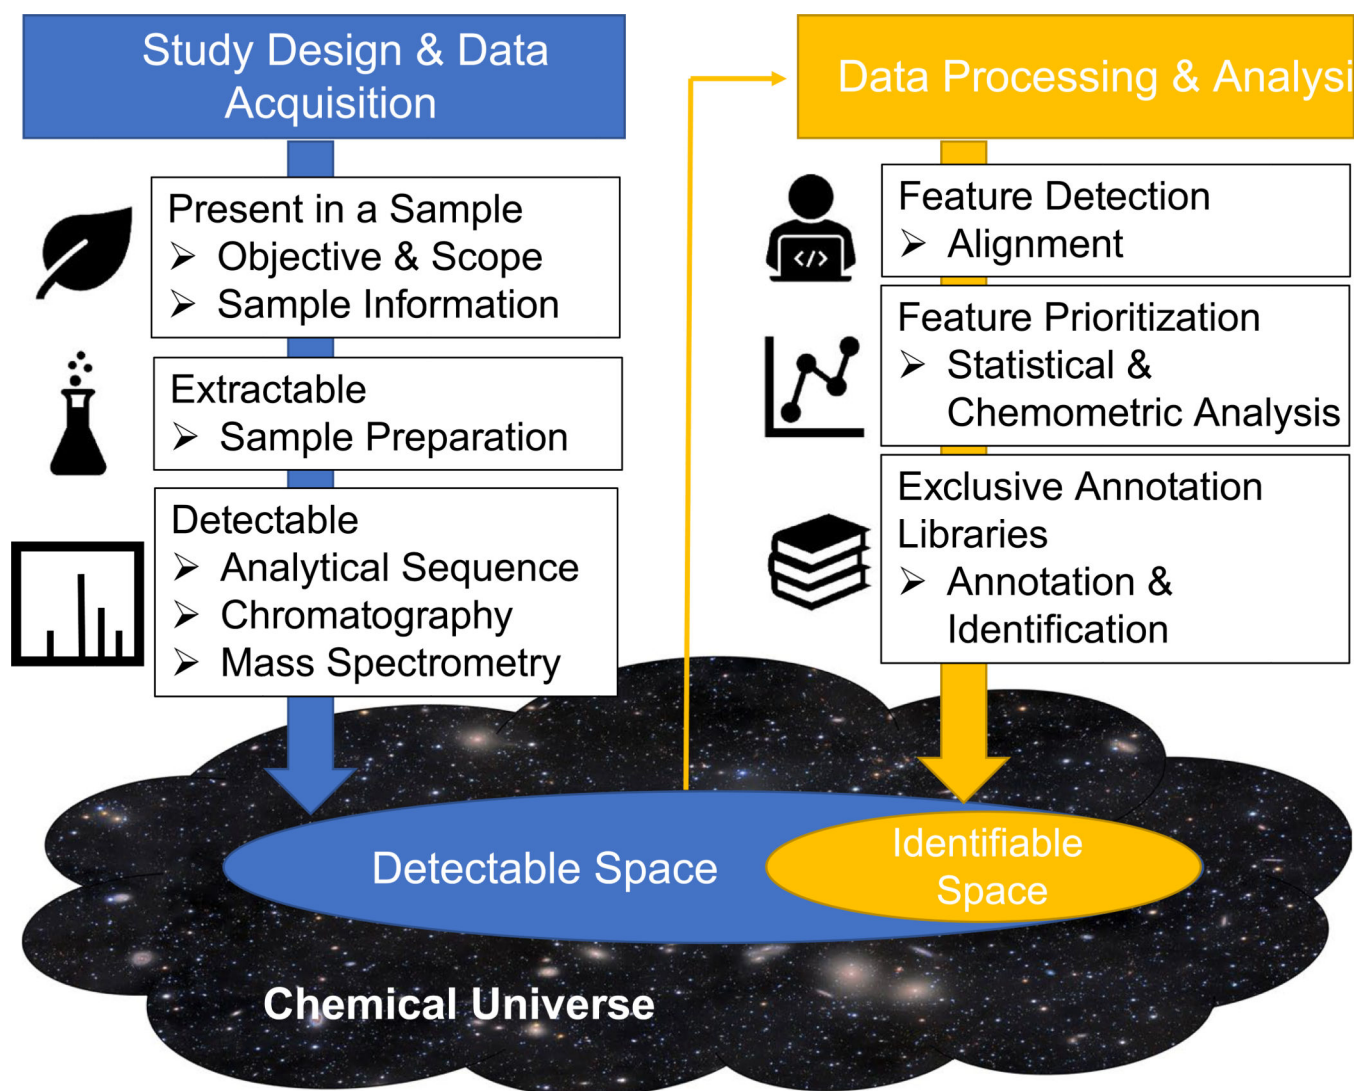 Study Design & Data
Acquisition
Present in a Sample
➢ Objective & Scope
➢ Sample Information
Extractable
➢ Sample Preparation
Detectable
➢ Analytical Sequence
➢ Chromatography
➢ Mass Spectrometry
Data Processing & Analysi
</>
Feature Detection
➢ Alignment
Feature Prioritization
➢ Statistical &
Chemometric Analysis
Exclusive Annotation
Libraries
➢ Annotation &
Identification
Detectable Space
Identifiable
Space
Chemical Universe